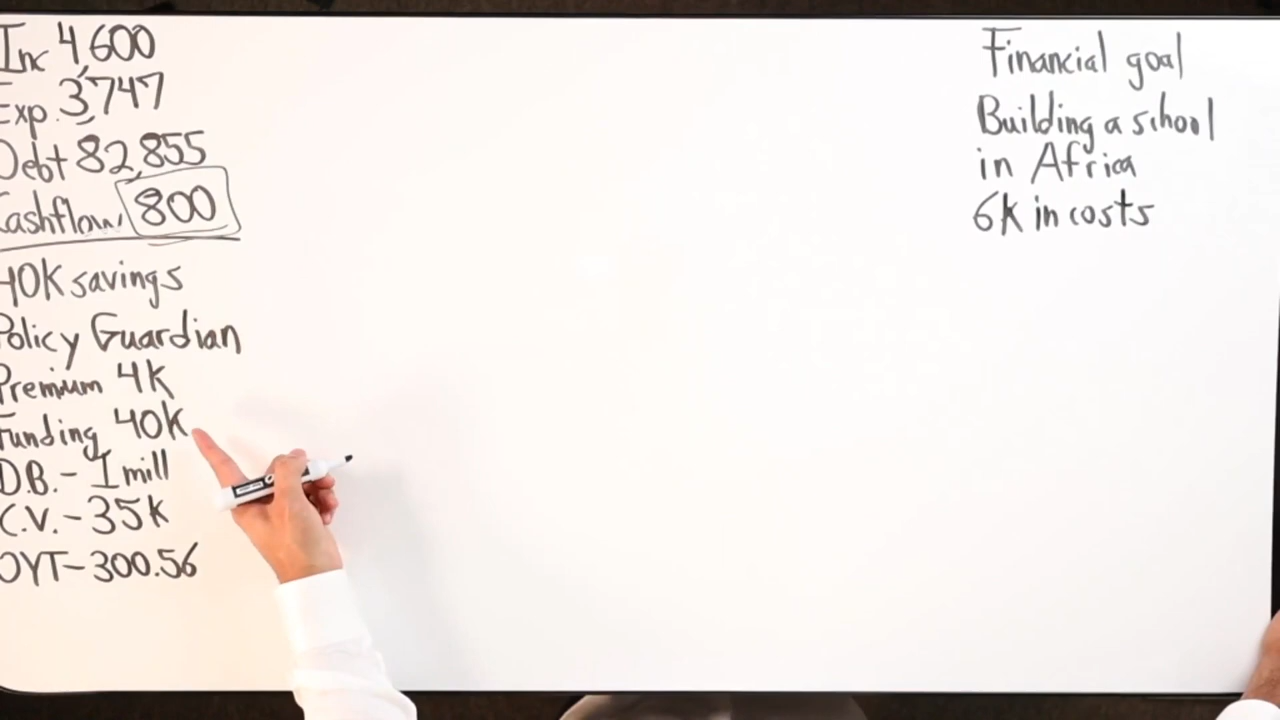 Inc 4,600
Exp. 3,747
Debt 82,855
Cashflow 800
40K savings
Policy Guardian
Premium 4K
Funding 40K
D.B.- 1 mill
C.V.- 35K
OYT- 300.56
Financial goal
Building a school
in Africa
6K in costs